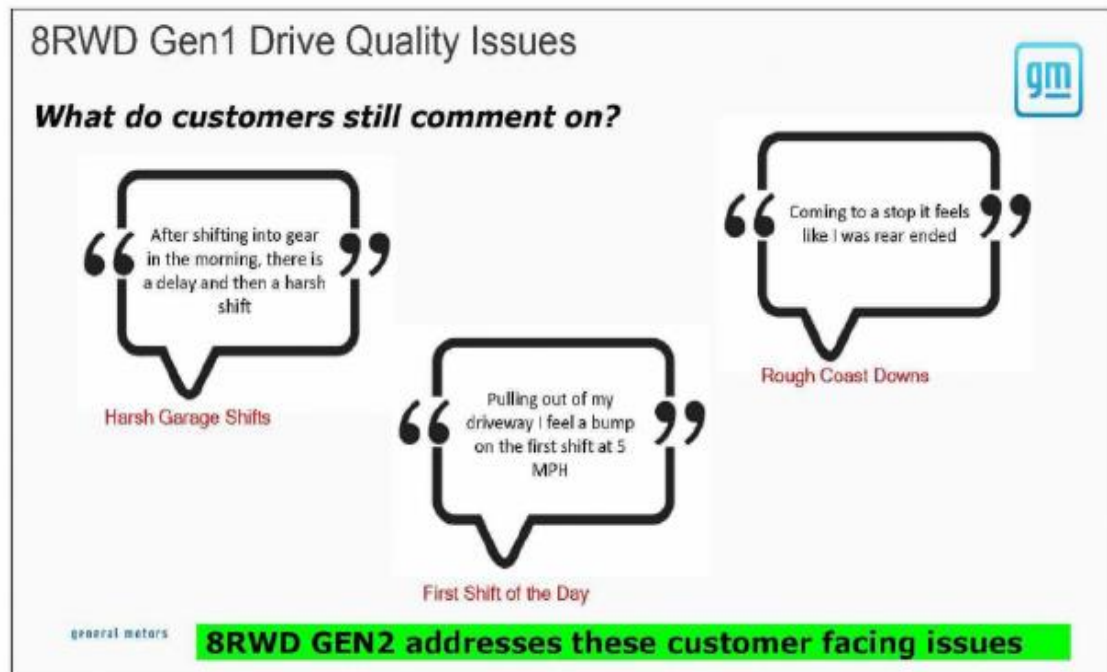 8RWD Gen1 Drive Quality Issues
gm
What do customers still comment on?
“ After shifting into gear
in the morning, there is
a delay and then a harsh
shift ”
Harsh Garage Shifts
“ Pulling out of my
driveway I feel a bump
on the first shift at 5
MPH ”
First Shift of the Day
“ Coming to a stop it feels
like I was rear ended ”
Rough Coast Downs
general motors
8RWD GEN2 addresses these customer facing issues